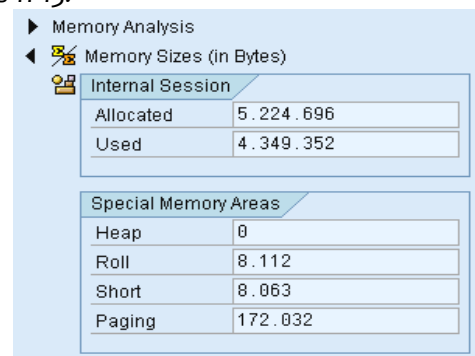 Memory Analysis
Memory Sizes (in Bytes)
Internal Session
Allocated 5.224.696
Used 4.349.352
Special Memory Areas
Heap 0
Roll 8.112
Short 8.063
Paging 172.032